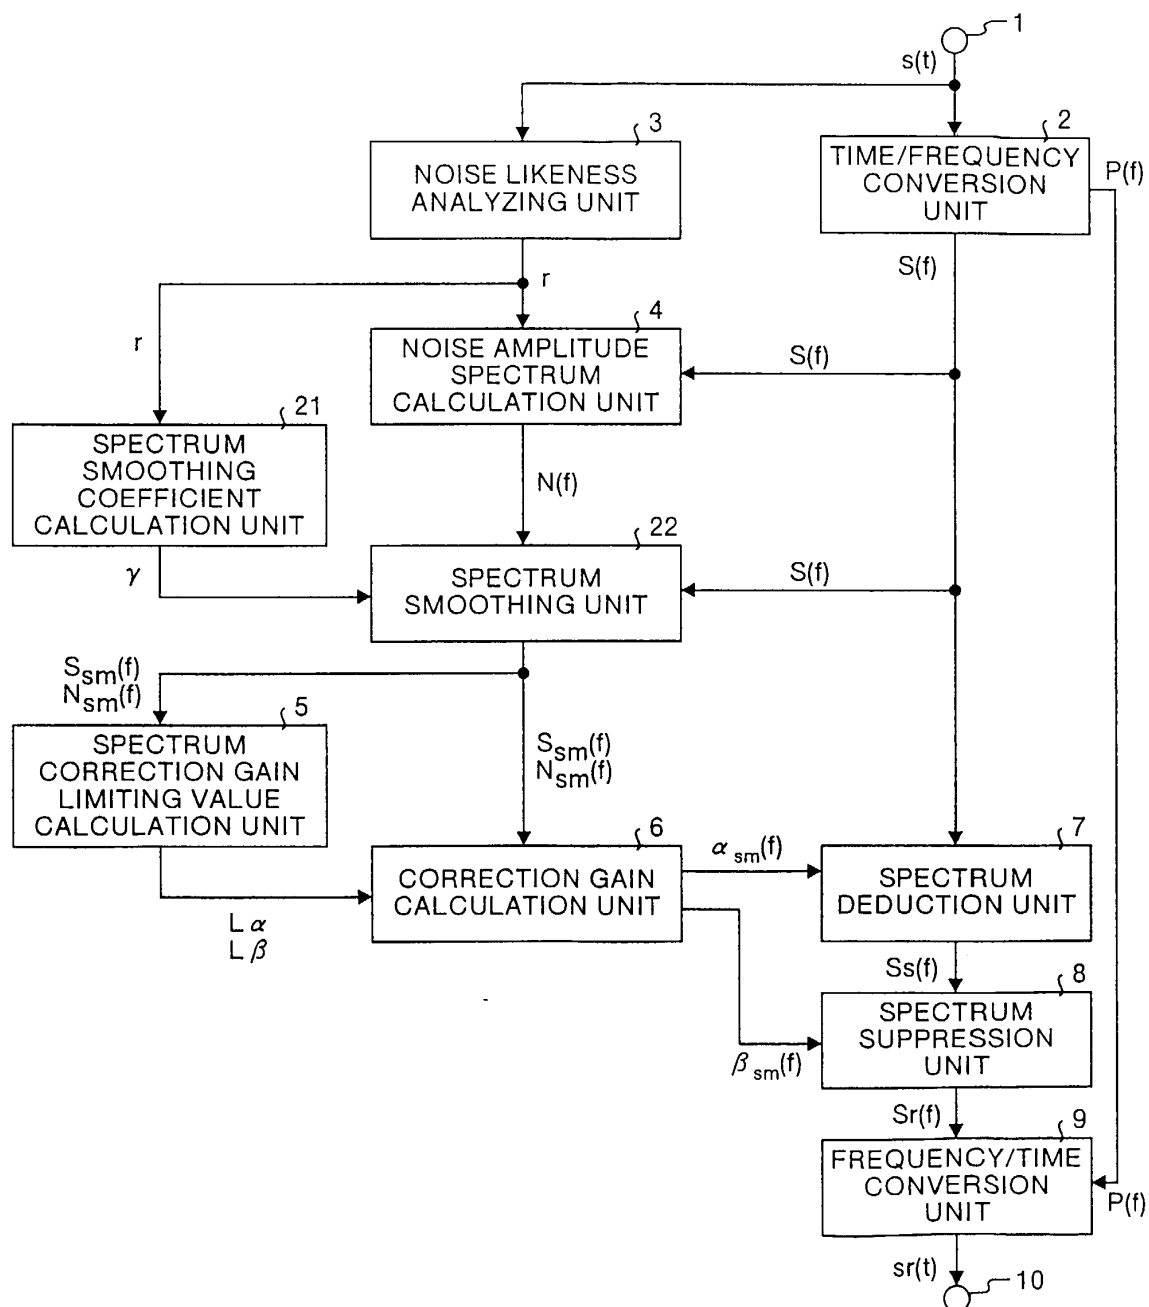 1
s(t)
3
NOISE LIKENESS
ANALYZING UNIT
2
TIME/FREQUENCY
CONVERSION
UNIT
P(f)
S(f)
r
r
4
NOISE AMPLITUDE
SPECTRUM
CALCULATION UNIT
S(f)
21
SPECTRUM
SMOOTHING
COEFFICIENT
CALCULATION UNIT
N(f)
γ
22
SPECTRUM
SMOOTHING UNIT
S(f)
Ssm(f)
Nsm(f)
5
SPECTRUM
CORRECTION GAIN
LIMITING VALUE
CALCULATION UNIT
Ssm(f)
Nsm(f)
Lα
Lβ
6
CORRECTION GAIN
CALCULATION UNIT
αsm(f)
7
SPECTRUM
DEDUCTION UNIT
Ss(f)
8
SPECTRUM
SUPPRESSION
UNIT
βsm(f)
Sr(f)
9
FREQUENCY/TIME
CONVERSION
UNIT
P(f)
sr(t)
10